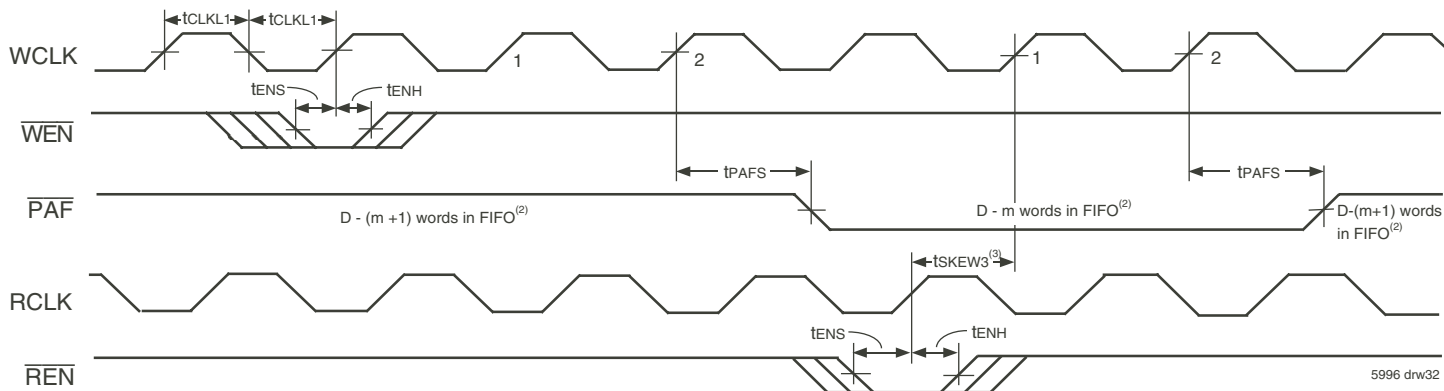 tCLKL1 tCLKL1
WCLK 1 2 1 2
tENS tENH
WEN
tPAFS tPAFS
PAF
D - (m +1) words in FIFO(2) D - m words in FIFO(2) D-(m+1) words
in FIFO(2)
tSKEW3(3)
RCLK
tENS tENH
REN
5996 drw32